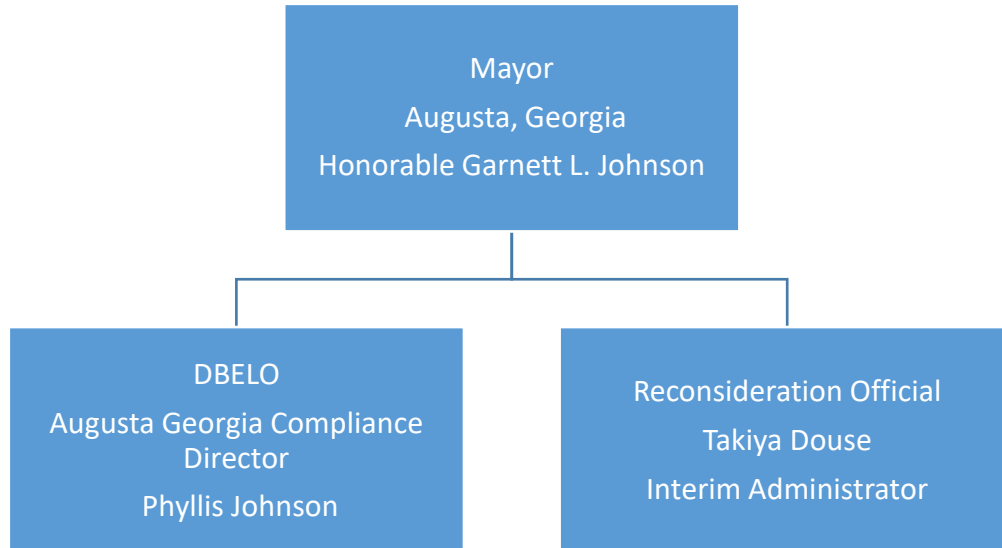 Mayor
Augusta, Georgia
Honorable Garnett L. Johnson
DBELO
Augusta Georgia Compliance
Director
Phyllis Johnson
Reconsideration Official
Takiya Douse
Interim Administrator